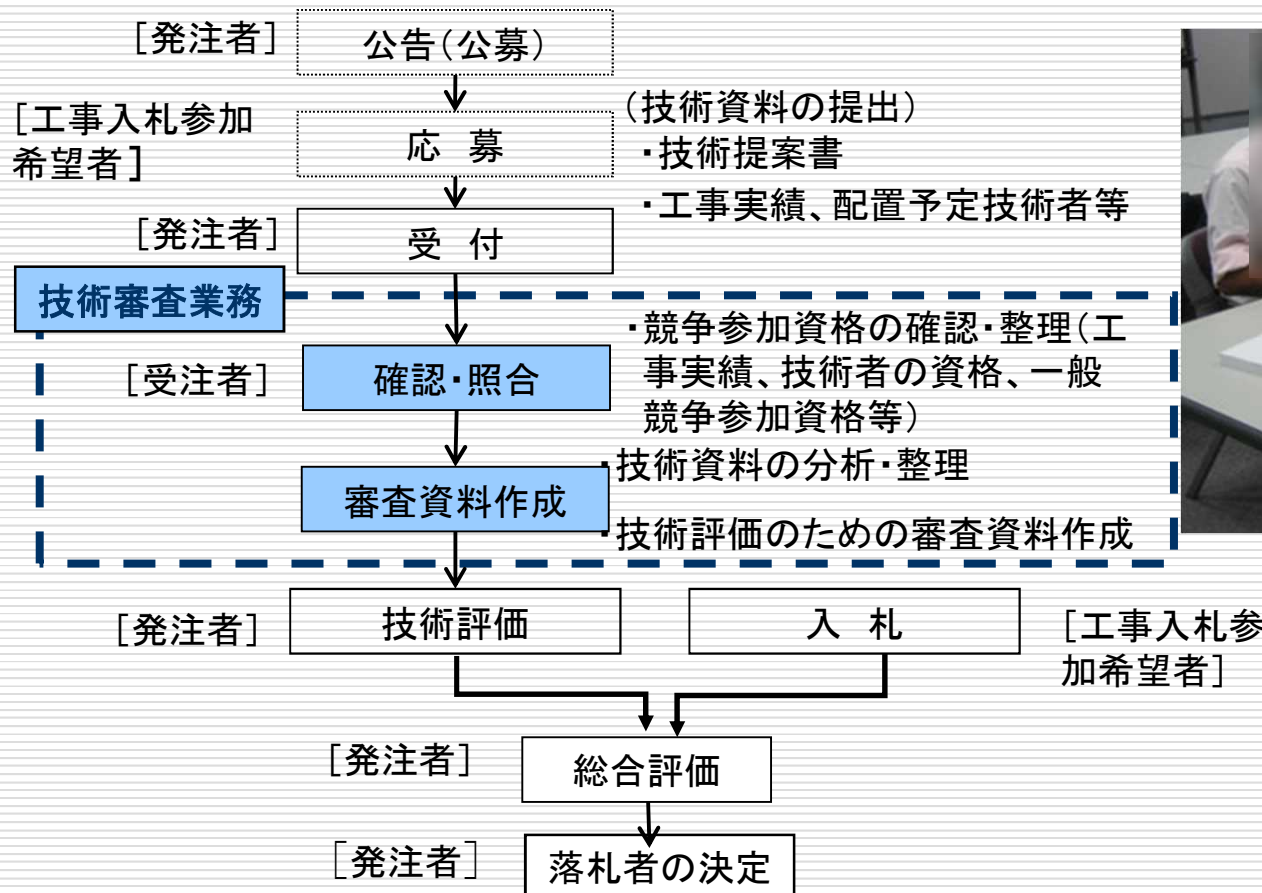 [発注者]
公告(公募)
[工事入札参加
希望者]
応 募
(技術資料の提出)
・技術提案書
・工事実績、配置予定技術者等
[発注者]
受 付
技術審査業務
[受注者]
確認・照合
・競争参加資格の確認・整理(工
事実績、技術者の資格、一般
競争参加資格等)
審査資料作成
・技術資料の分析・整理
・技術評価のための審査資料作成
[発注者]
技術評価
入 札
[工事入札参
加希望者]
[発注者]
総合評価
[発注者]
落札者の決定